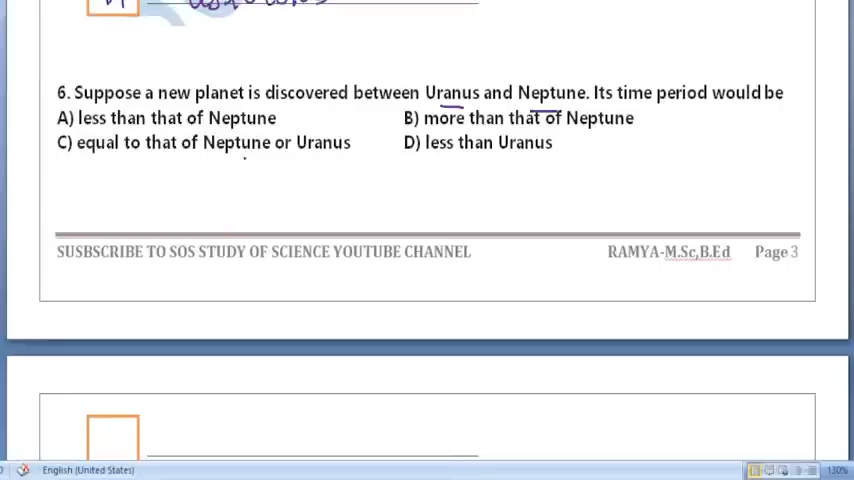 6. Suppose a new planet is discovered between Uranus and Neptune. Its time period would be
A) less than that of Neptune B) more than that of Neptune
C) equal to that of Neptune or Uranus D) less than Uranus
SUSBSCRIBE TO SOS STUDY OF SCIENCE YOUTUBE CHANNEL RAMYA-M.Sc,B.Ed Page 3
English (United States) 130%